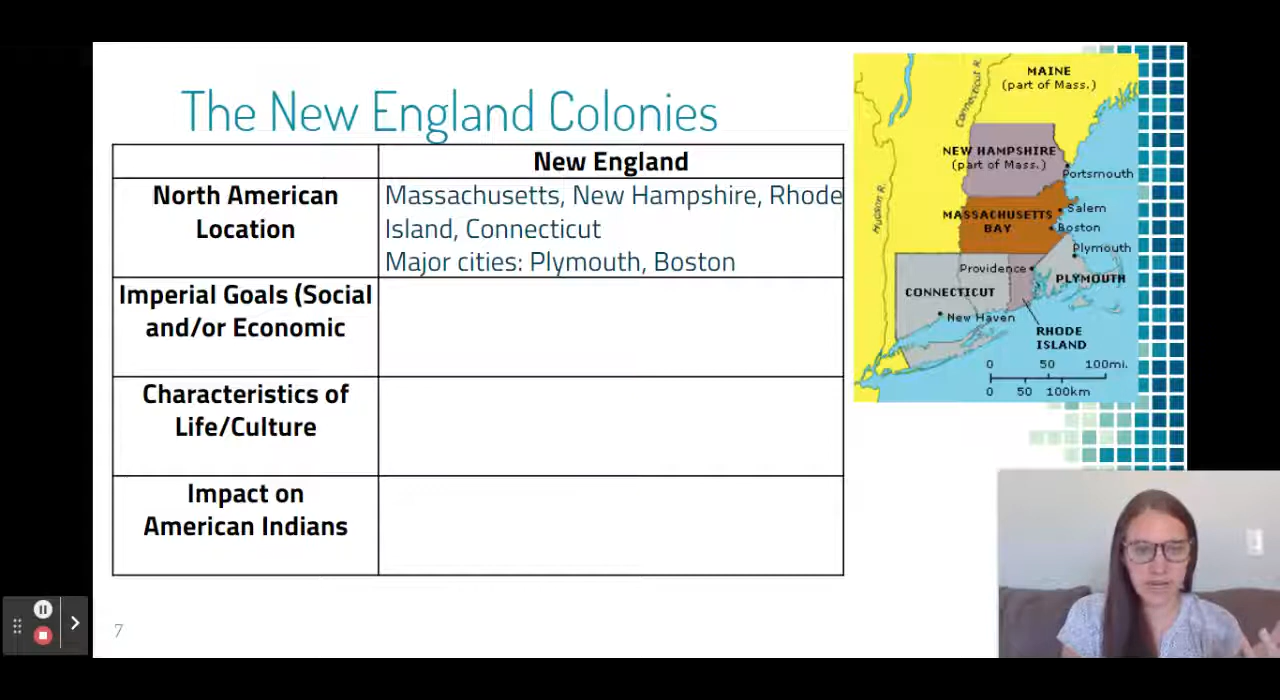 The New England Colonies
New England
North American
Location
Massachusetts, New Hampshire, Rhode
Island, Connecticut
Major cities: Plymouth, Boston
Imperial Goals (Social
and/or Economic
Characteristics of
Life/Culture
Impact on
American Indians
7
MAINE
(part of Mass.)
Connecticut R.
NEW HAMPSHIRE
(part of Mass.)
Portsmouth
Hudson R.
MASSACHUSETTS
BAY
Salem
Boston
Plymouth
Providence
PLYMOUTH
CONNECTICUT
New Haven
RHODE
ISLAND
0 50 100mi.
0 50 100km